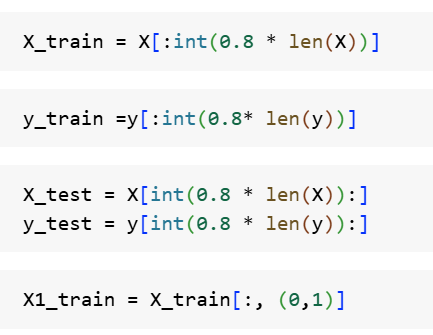 X_train = X[:int(0.8 * len(X))]
y_train =y[:int(0.8* len(y))]
X_test = X[int(0.8 * len(X)):]
y_test = y[int(0.8 * len(y)):]
X1_train = X_train[:, (0,1)]